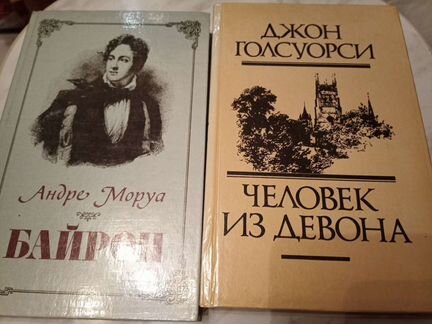 Андре Моруа
БАЙРОН
ДЖОН
ГОЛСУОРСИ
ЧЕЛОВЕК
ИЗ ДЕВОНА